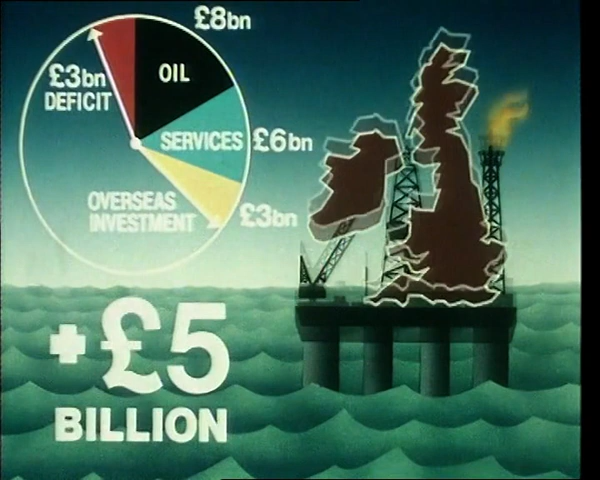 £8bn
OIL
£3bn
DEFICIT
SERVICES
£6bn
OVERSEAS
INVESTMENT
£3bn
+£5
BILLION